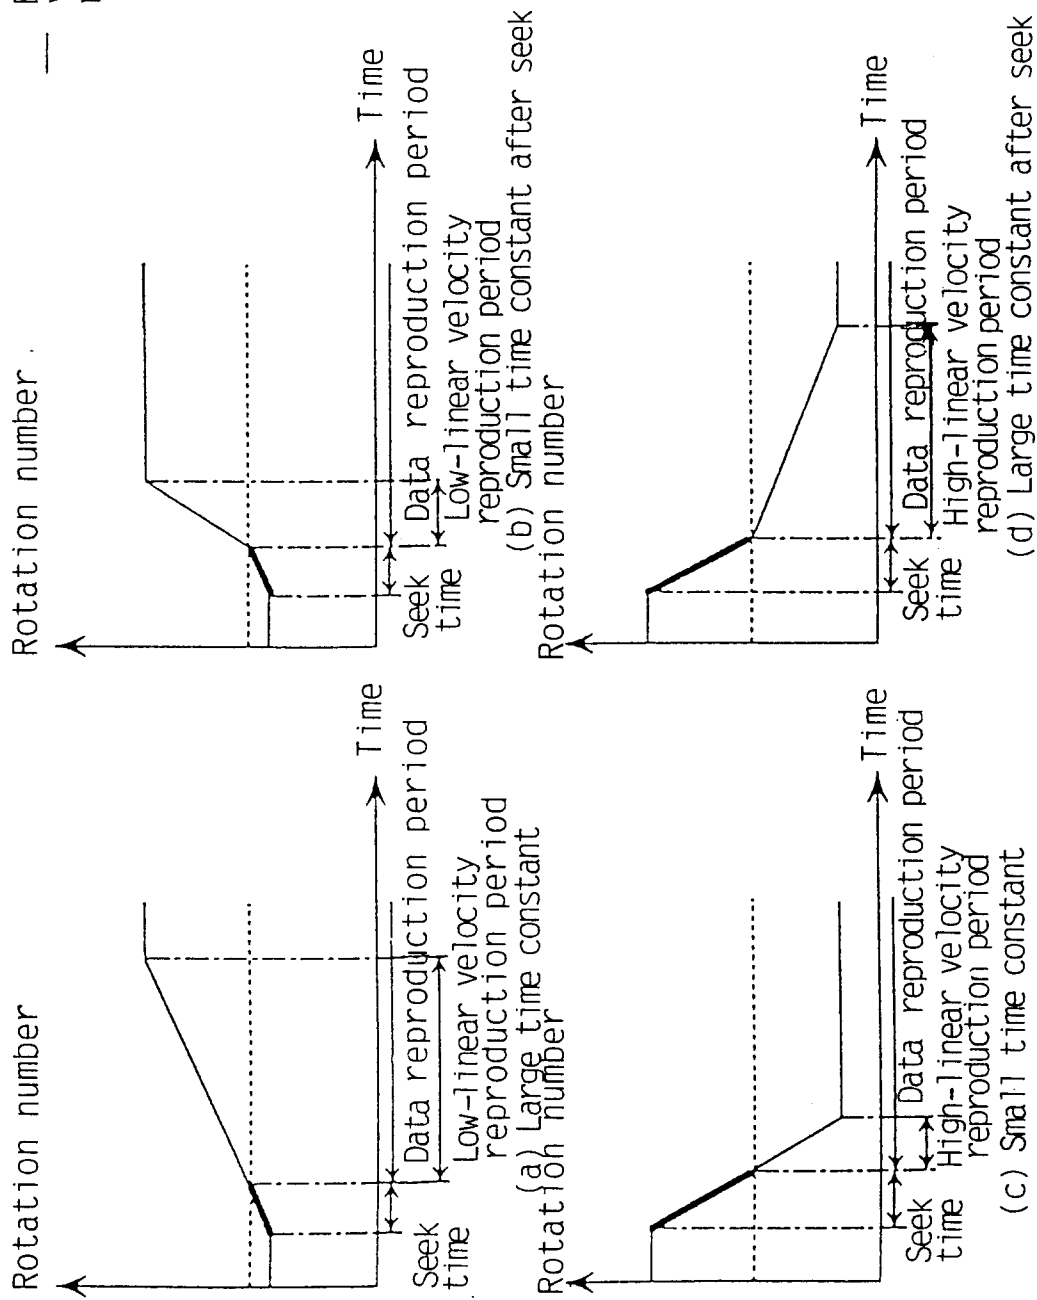 Rotation number
Time
Seek
time
Data reproduction period
Low-linear velocity
reproduction period
(a) Large time constant
Rotation number
Time
Seek
time
Data reproduction period
Low-linear velocity
reproduction period
(b) Small time constant after seek
Rotation number
Time
Seek
time
Data reproduction period
High-linear velocity
reproduction period
(c) Small time constant
Rotation number
Time
Seek
time
Data reproduction period
High-linear velocity
reproduction period
(d) Large time constant after seek